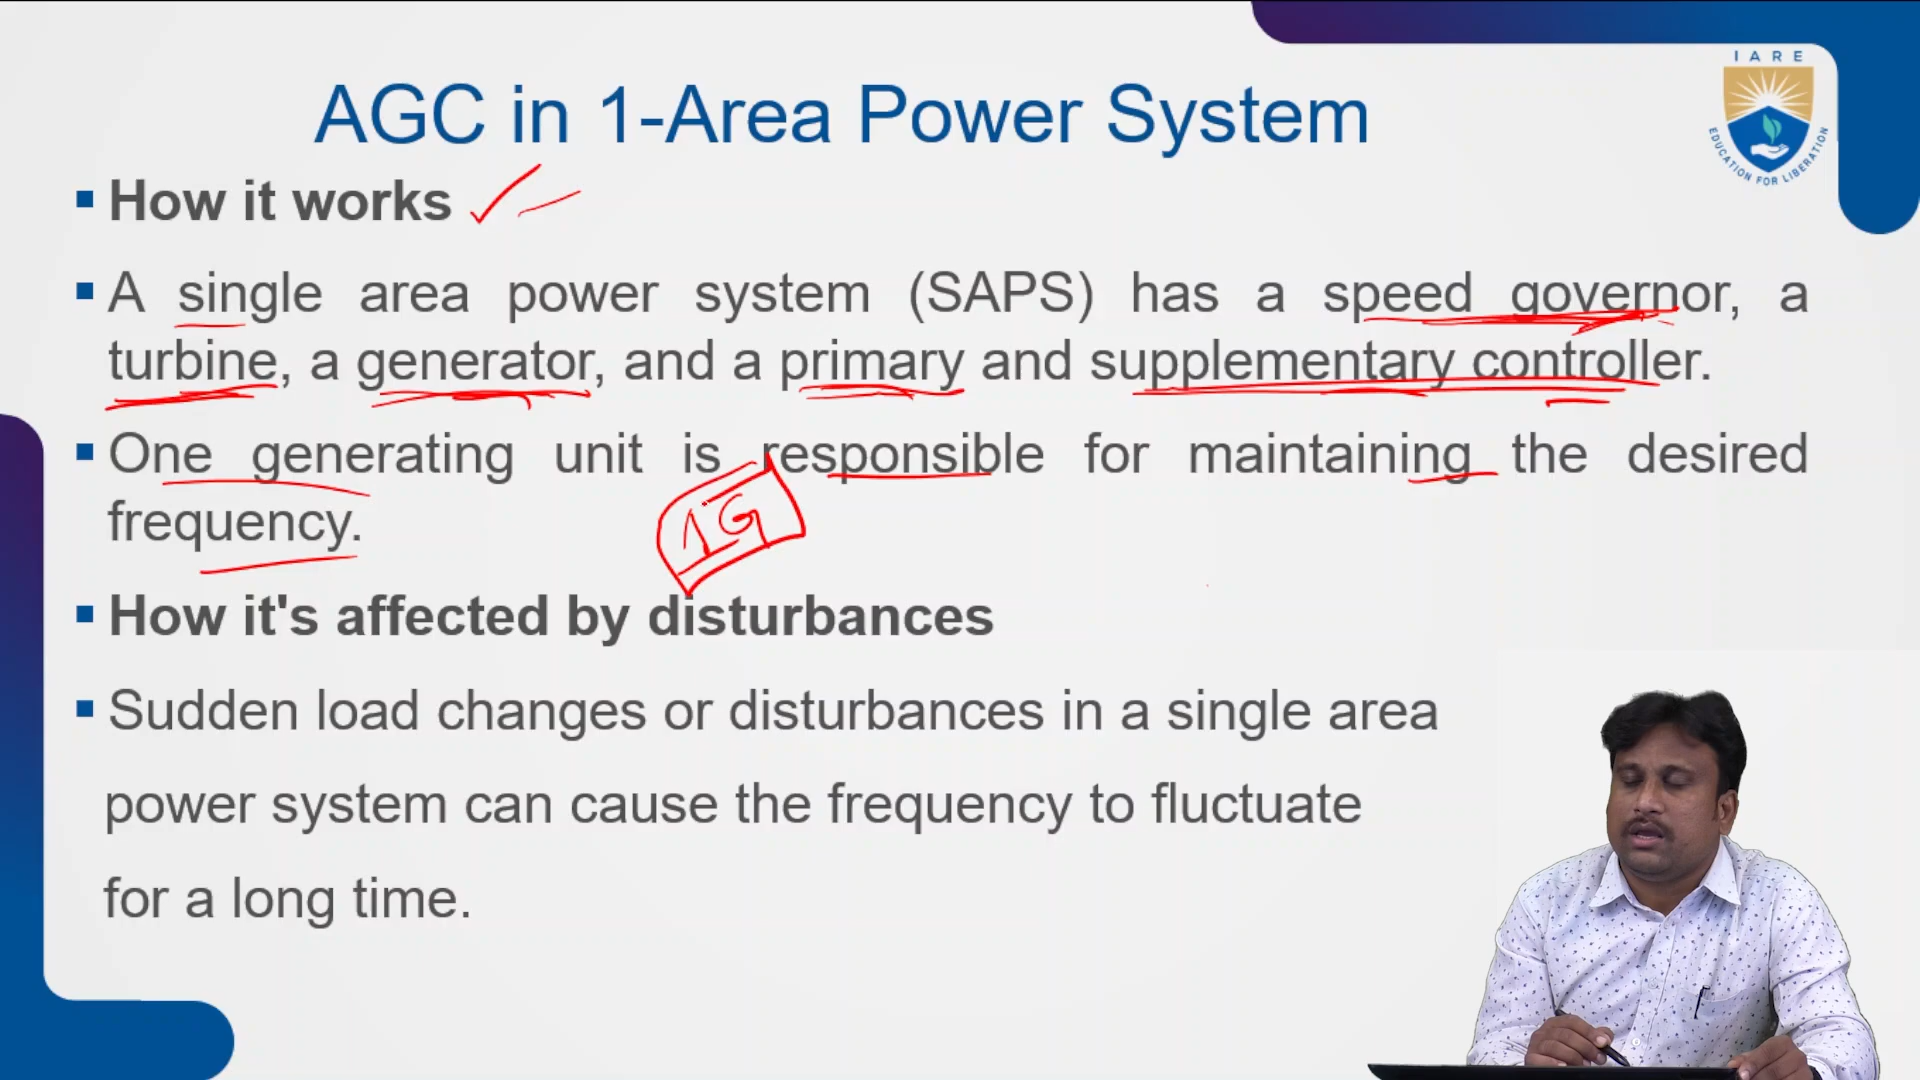 IARE
EDUCATION FOR LIBERATION
AGC in 1-Area Power System
▪ How it works
▪ A single area power system (SAPS) has a speed governor, a
turbine, a generator, and a primary and supplementary controller.
▪ One generating unit is responsible for maintaining the desired
frequency.
1G
▪ How it's affected by disturbances
▪ Sudden load changes or disturbances in a single area
power system can cause the frequency to fluctuate
for a long time.